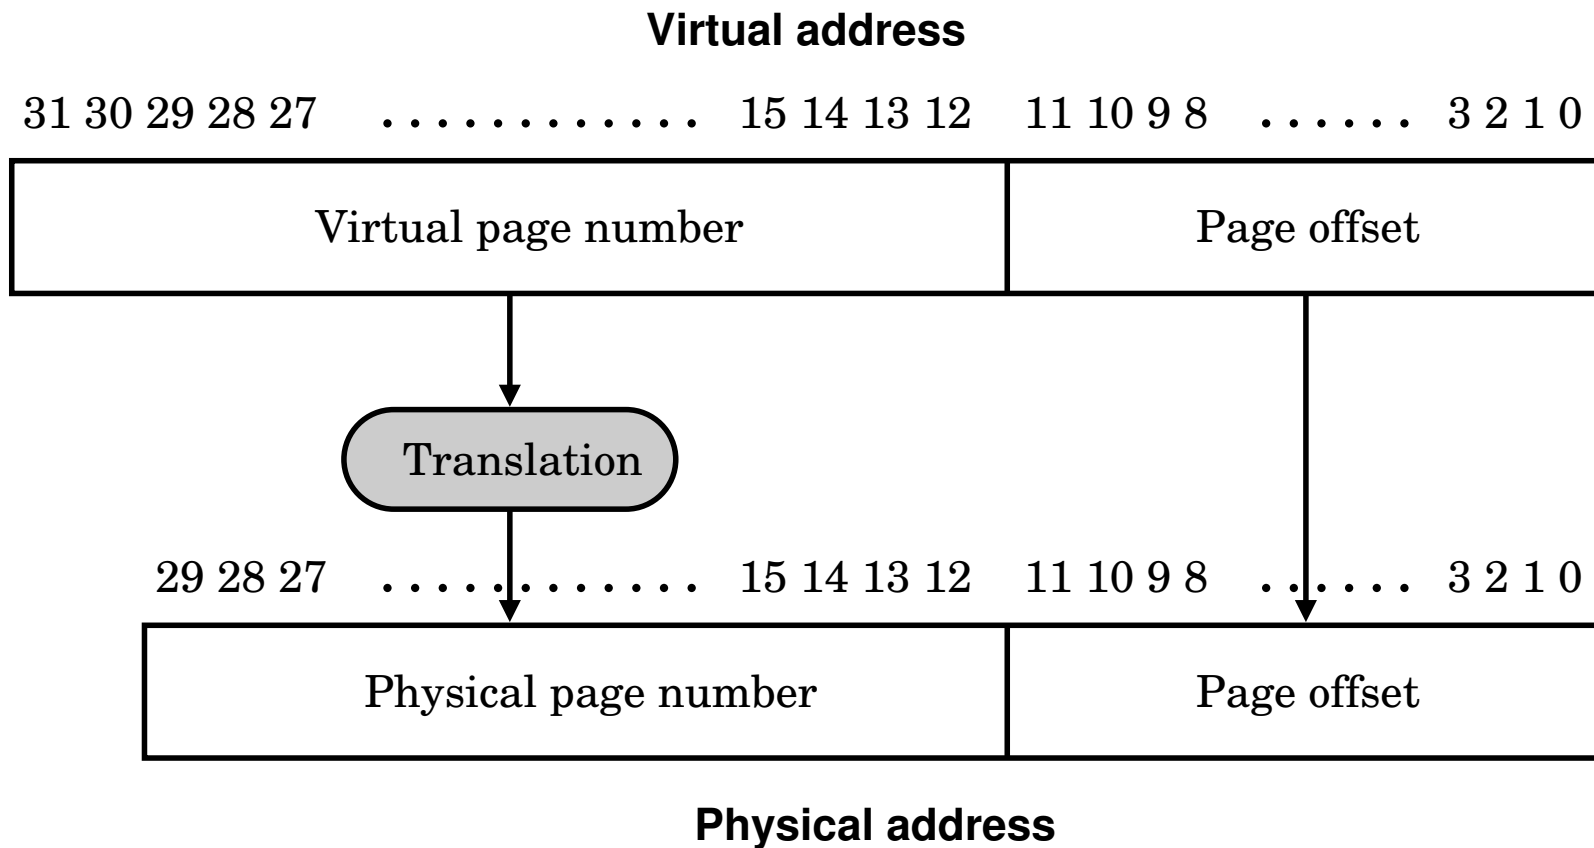 Virtual address
31 30 29 28 27 ............ 15 14 13 12 11 10 9 8 ...... 3 2 1 0
Virtual page number Page offset
Translation
29 28 27 ............ 15 14 13 12 11 10 9 8 ...... 3 2 1 0
Physical page number Page offset
Physical address